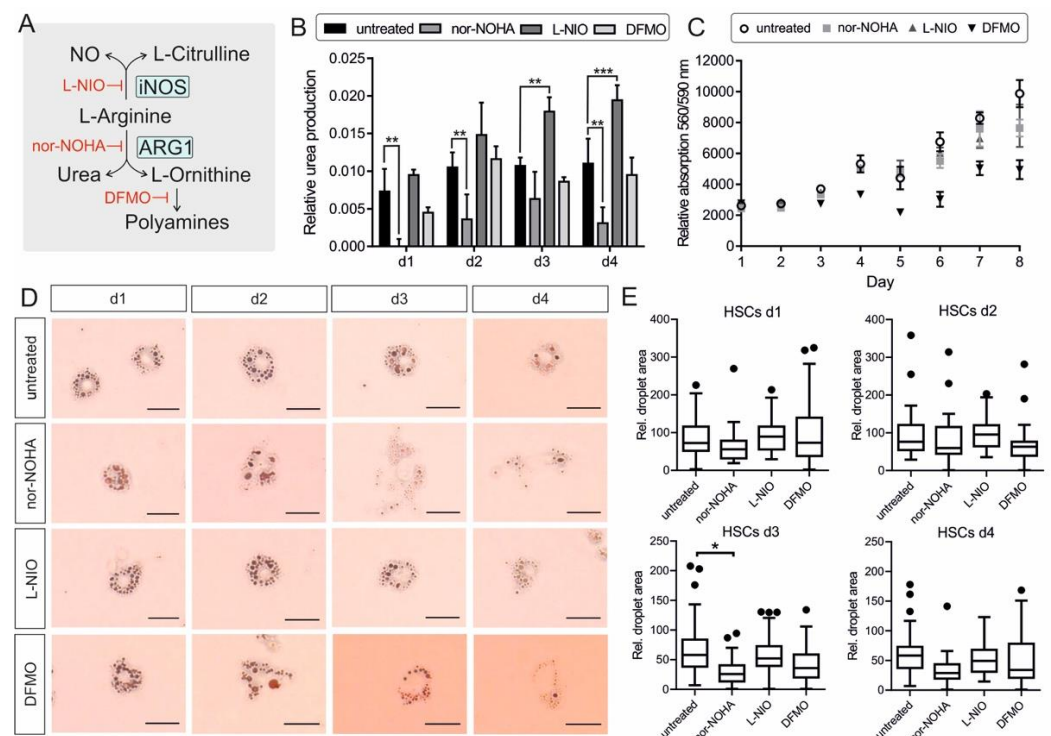 A
NO
L-Citrulline
L-NIO
iNOS
L-Arginine
nor-NOHA
ARG1
Urea
L-Ornithine
DFMO
Polyamines
B
untreated nor-NOHA L-NIO DFMO
Relative urea production
0.025
0.020
0.015
0.010
0.005
0.000
** ** ** ** ***
d1 d2 d3 d4
C
untreated nor-NOHA L-NIO DFMO
Relative absorption 560/590 nm
12000
10000
8000
6000
4000
2000
0
1 2 3 4 5 6 7 8
Day
D
d1 d2 d3 d4
untreated
nor-NOHA
L-NIO
DFMO
E
HSCs d1
Rel. droplet area
400
300
200
100
0
untreated nor-NOHA L-NIO DFMO
HSCs d2
Rel. droplet area
400
300
200
100
0
untreated nor-NOHA L-NIO DFMO
HSCs d3
Rel. droplet area
250
200
150
100
50
0
*
untreated nor-NOHA L-NIO DFMO
HSCs d4
Rel. droplet area
250
200
150
100
50
0
untreated nor-NOHA L-NIO DFMO